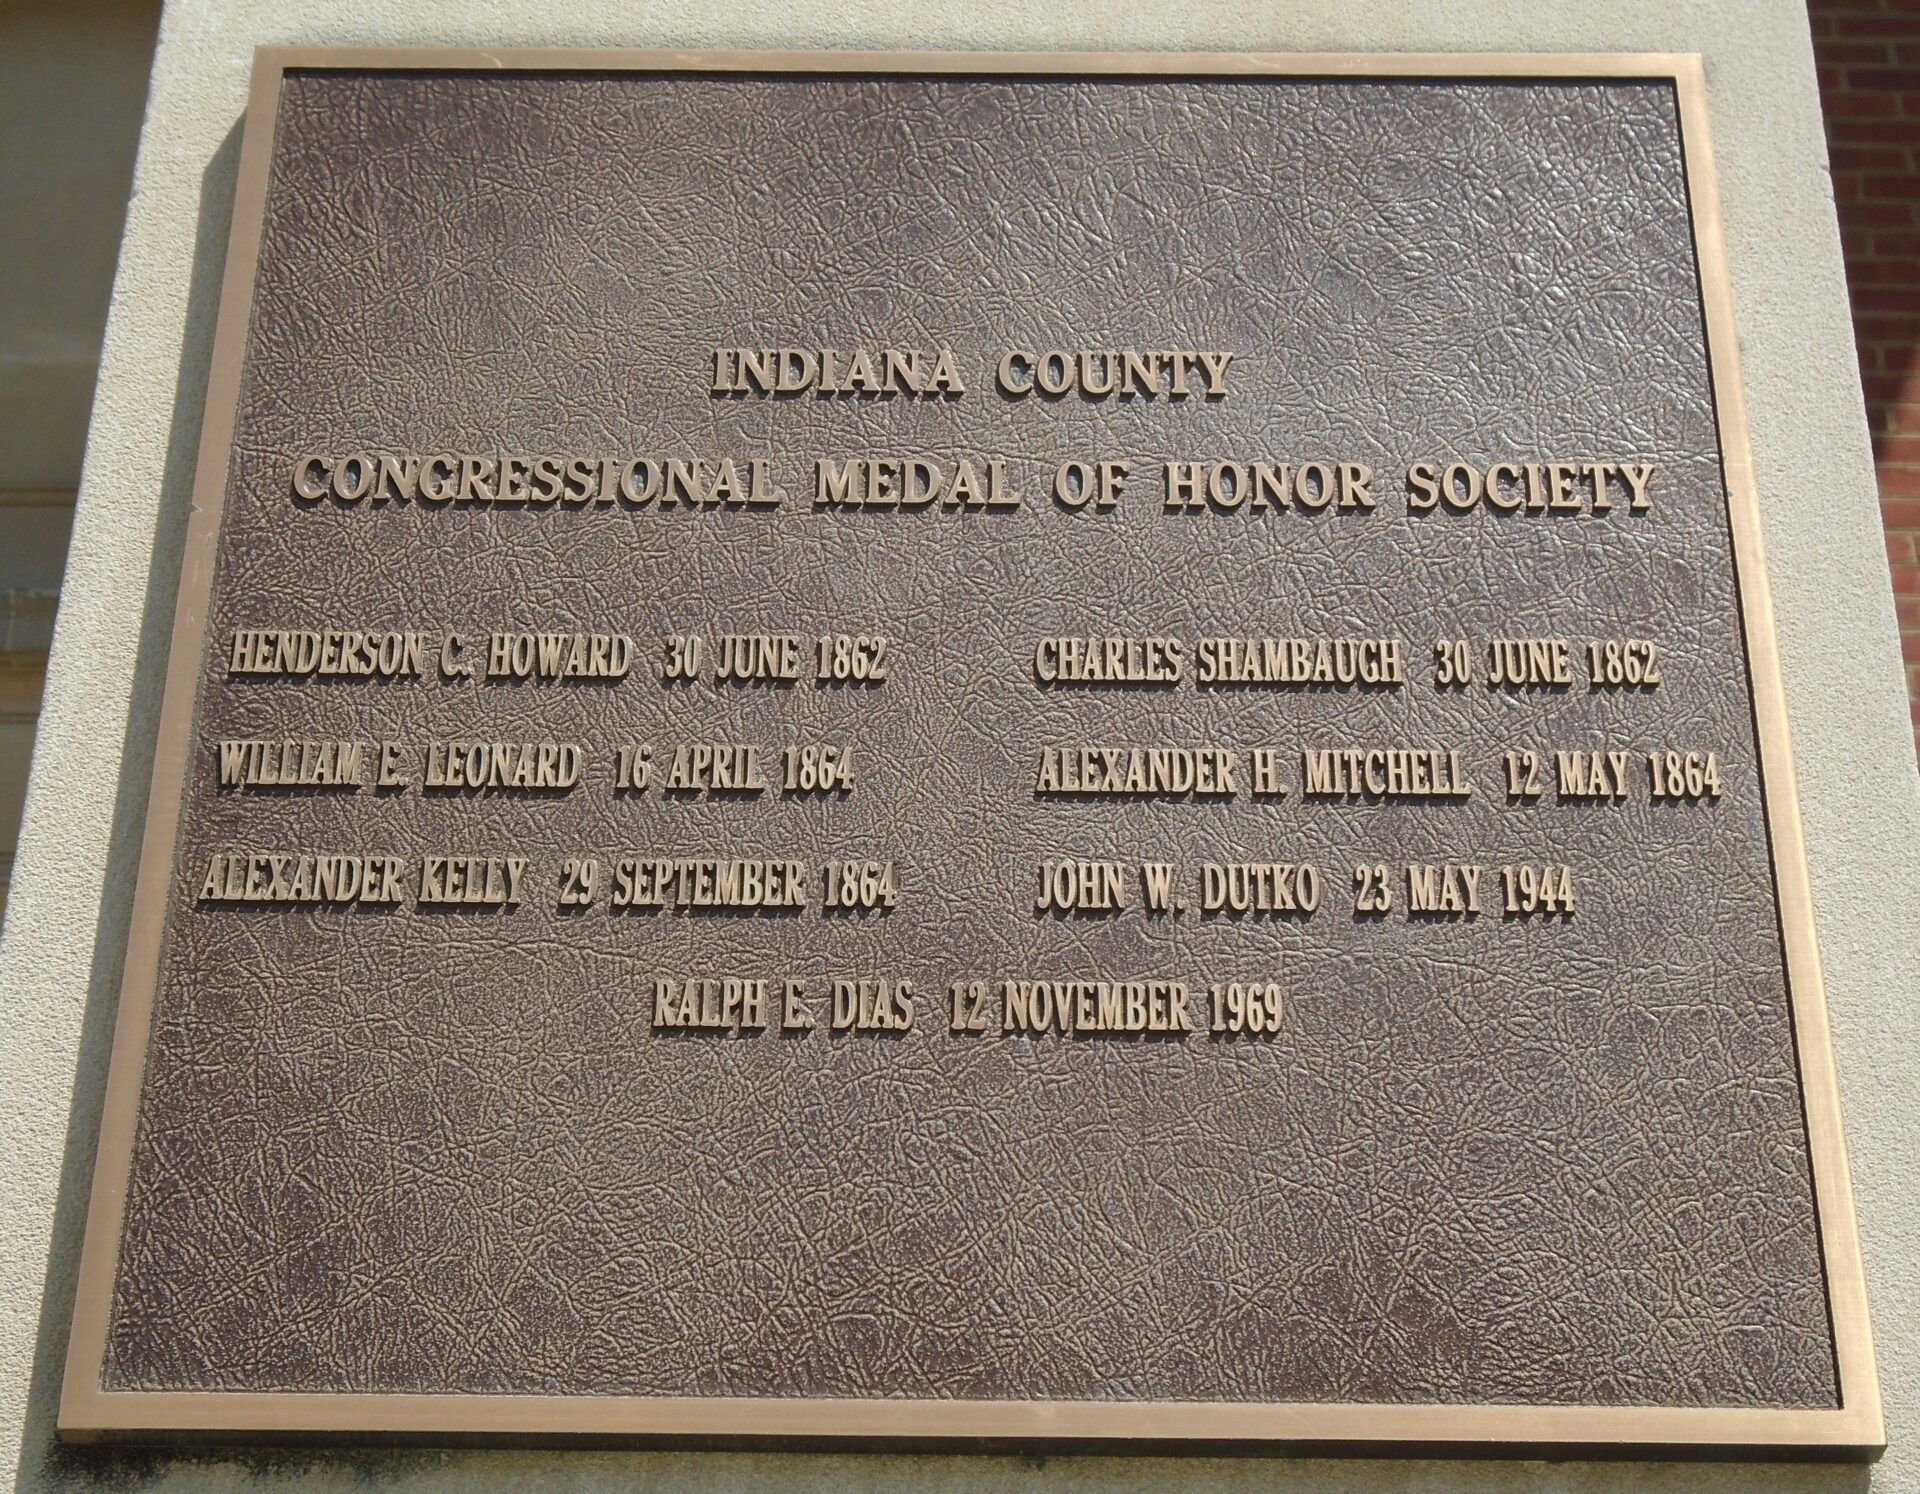 INDIANA COUNTY
CONGRESSIONAL MEDAL OF HONOR SOCIETY
HENDERSON C. HOWARD 30 JUNE 1862
CHARLES SHAMBAUGH 30 JUNE 1862
WILLIAM E. LEONARD 16 APRIL 1864
ALEXANDER H. MITCHELL 12 MAY 1864
ALEXANDER KELLY 29 SEPTEMBER 1864
JOHN W. DUTKO 23 MAY 1944
RALPH E. DIAS 12 NOVEMBER 1969